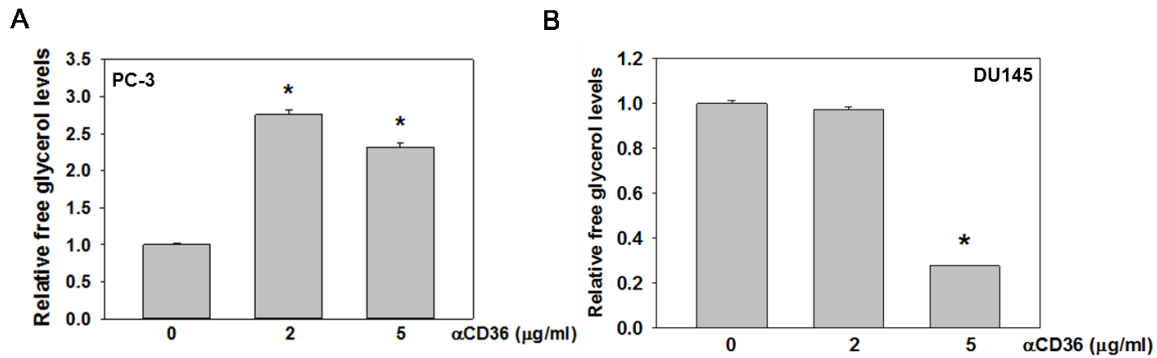 A
Relative free glycerol levels
3.5
3.0
2.5
2.0
1.5
1.0
0.5
0.0
PC-3
*
*
0 2 5 αCD36 (μg/ml)
B
Relative free glycerol levels
1.2
1.0
0.8
0.6
0.4
0.2
0.0
DU145
*
0 2 5 αCD36 (μg/ml)